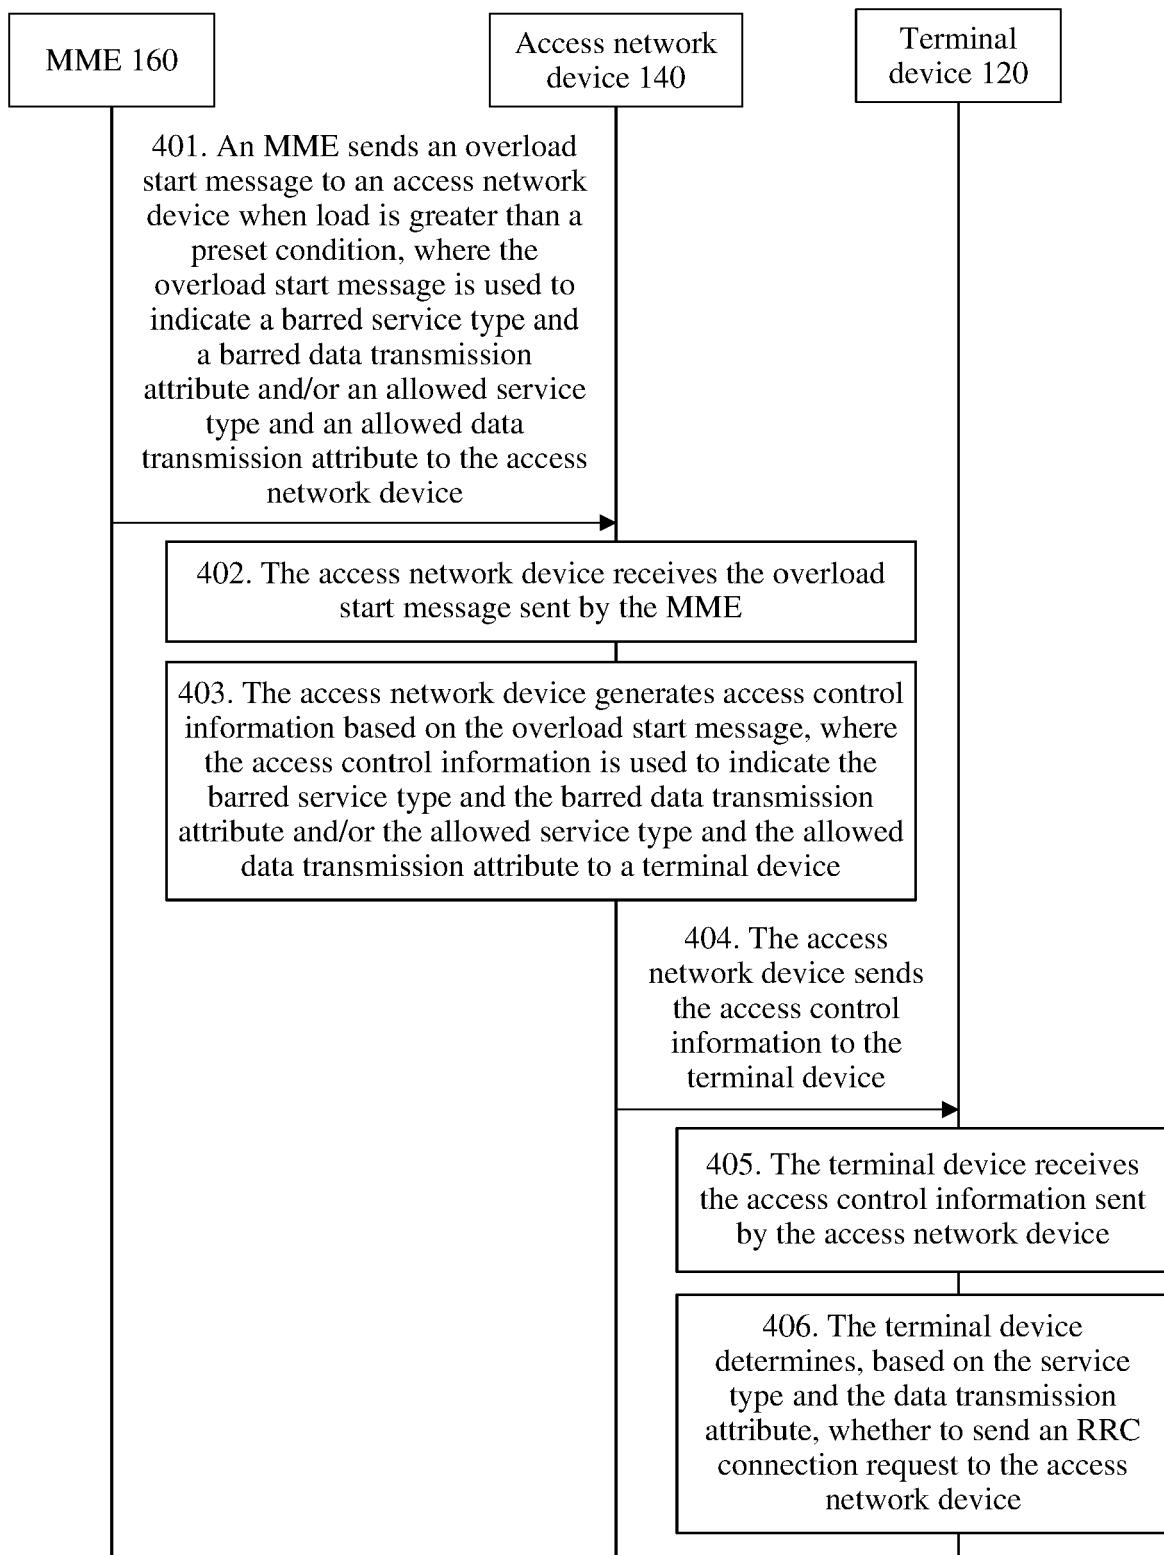 MME 160
Access network
device 140
Terminal
device 120
401. An MME sends an overload
start message to an access network
device when load is greater than a
preset condition, where the
overload start message is used to
indicate a barred service type and
a barred data transmission
attribute and/or an allowed service
type and an allowed data
transmission attribute to the access
network device
402. The access network device receives the overload
start message sent by the MME
403. The access network device generates access control
information based on the overload start message, where
the access control information is used to indicate the
barred service type and the barred data transmission
attribute and/or the allowed service type and the allowed
data transmission attribute to a terminal device
404. The access
network device sends
the access control
information to the
terminal device
405. The terminal device receives
the access control information sent
by the access network device
406. The terminal device
determines, based on the service
type and the data transmission
attribute, whether to send an RRC
connection request to the access
network device